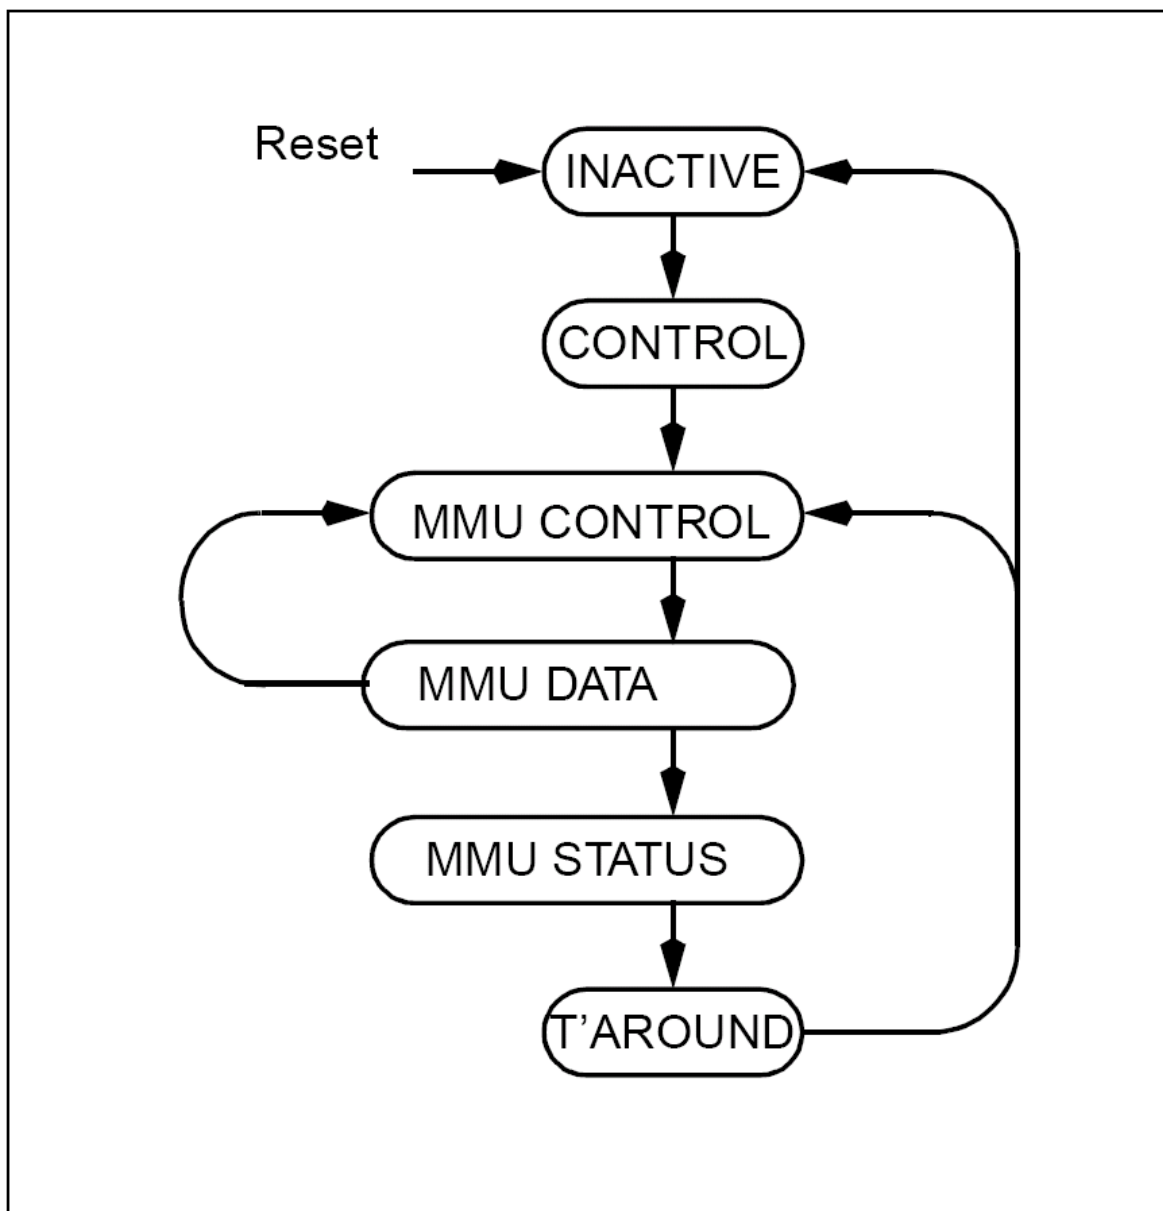 Reset
INACTIVE
CONTROL
MMU CONTROL
MMU DATA
MMU STATUS
T’AROUND